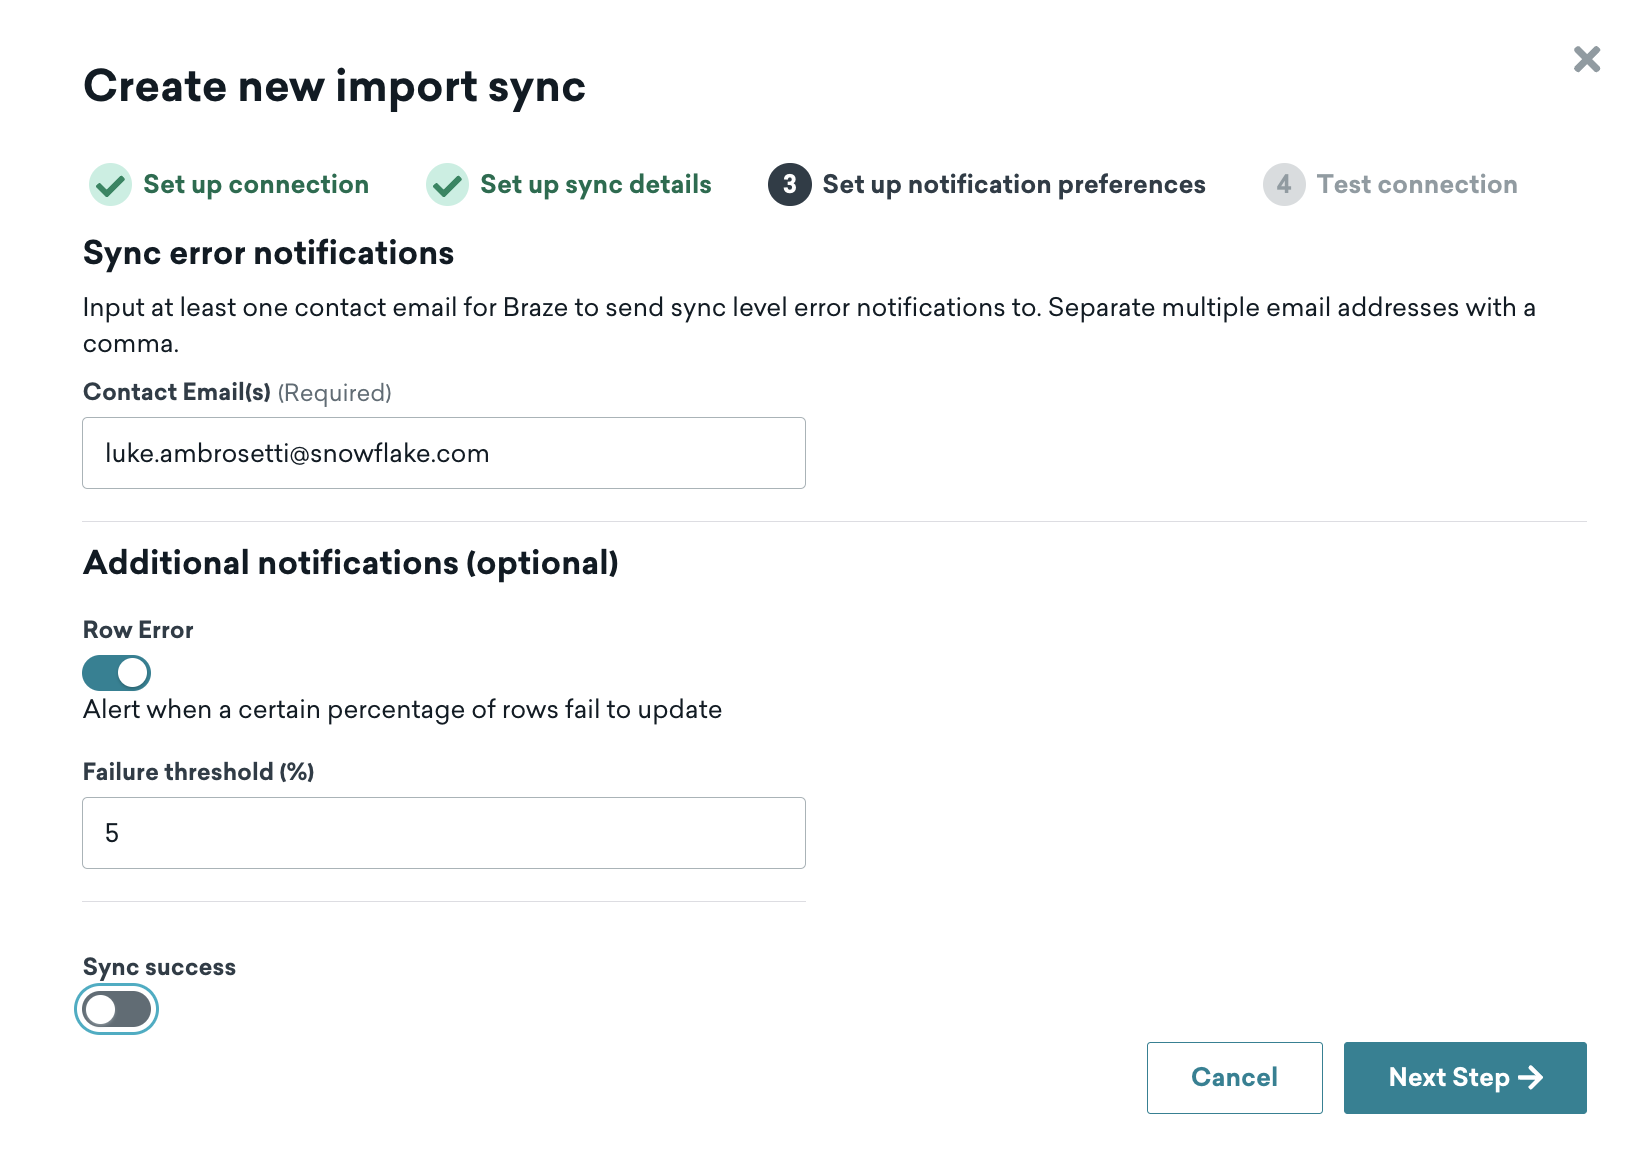 Create new import sync
Set up connection
Set up sync details
3 Set up notification preferences
4 Test connection
Sync error notifications
Input at least one contact email for Braze to send sync level error notifications to. Separate multiple email addresses with a
comma.
Contact Email(s) (Required)
luke.ambrosetti@snowflake.com
Additional notifications (optional)
Row Error
Alert when a certain percentage of rows fail to update
Failure threshold (%)
5
Sync success
Cancel
Next Step →